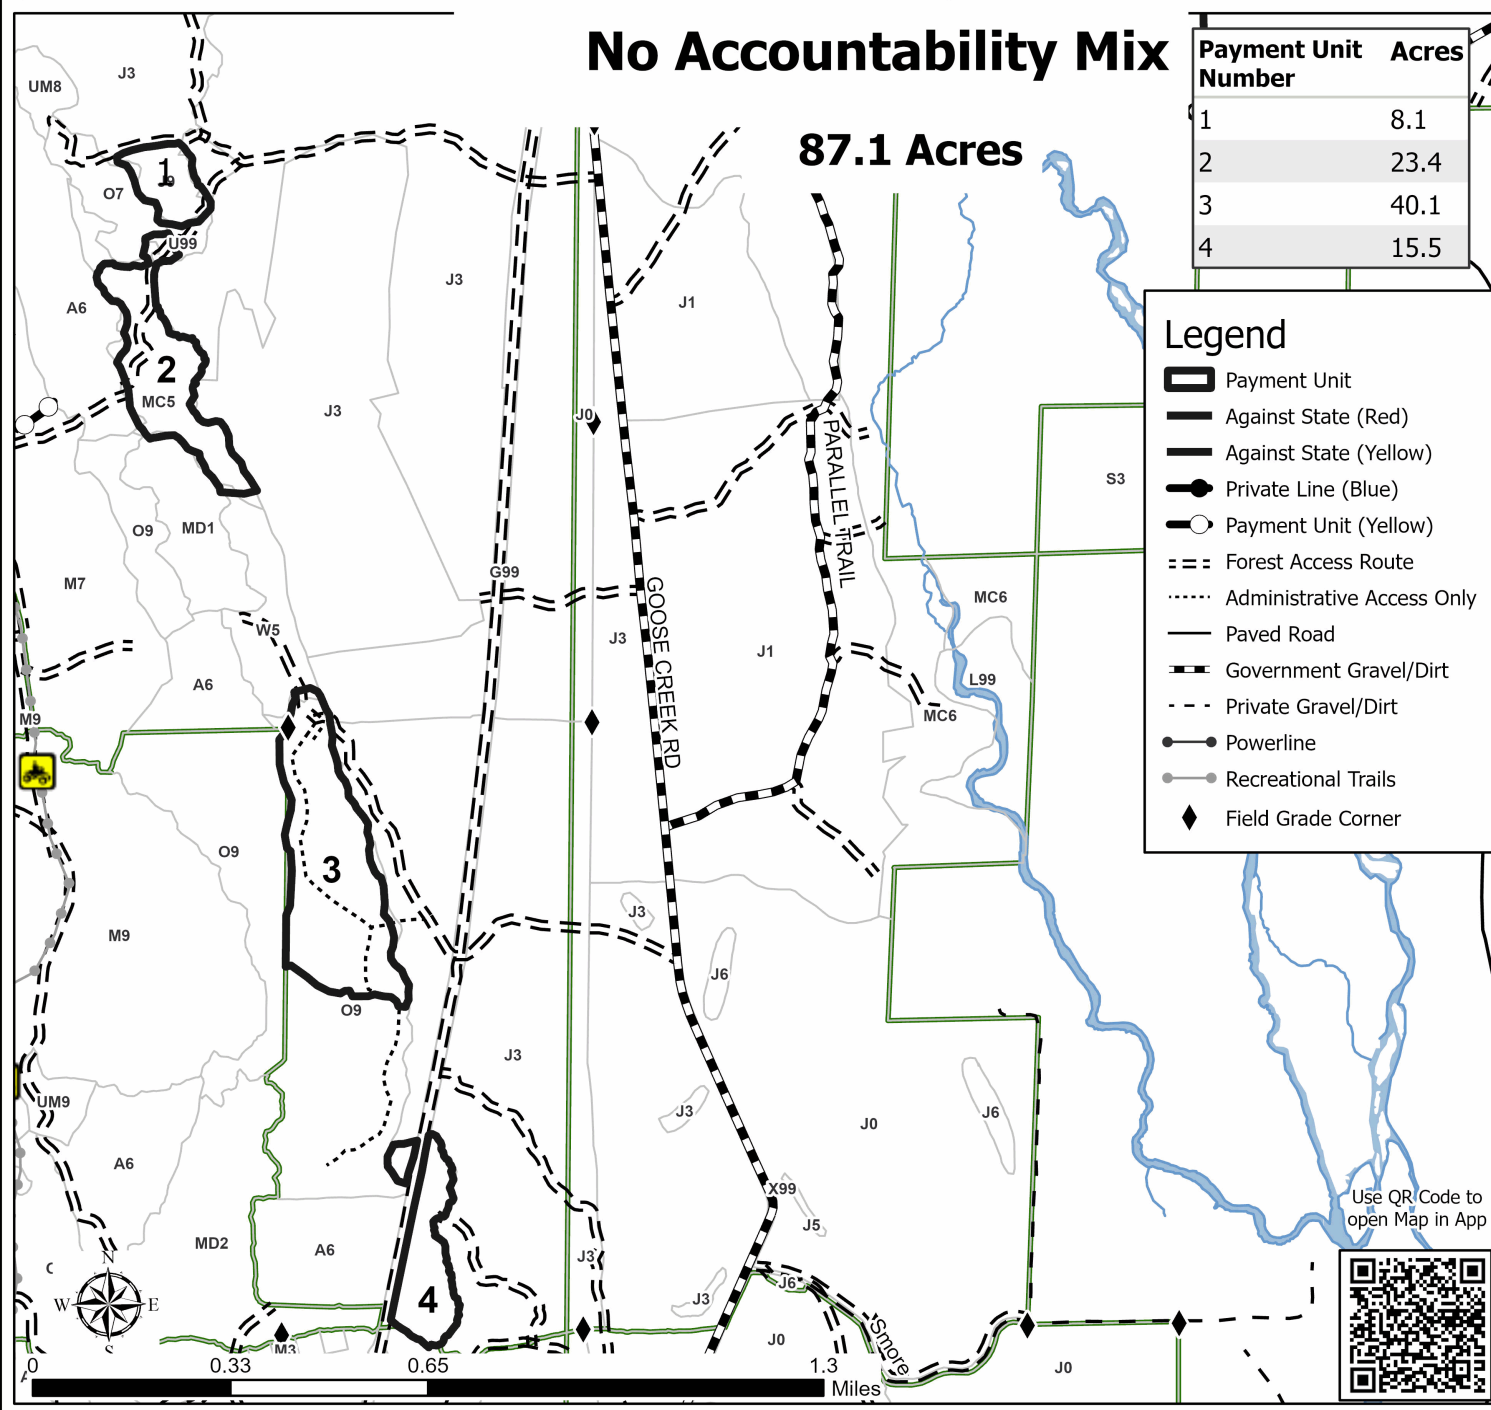 No Accountability Mix
87.1 Acres
Payment Unit Number Acres
1 8.1
2 23.4
3 40.1
4 15.5
Legend
Payment Unit
Against State (Red)
Against State (Yellow)
Private Line (Blue)
Payment Unit (Yellow)
Forest Access Route
Administrative Access Only
Paved Road
Government Gravel/Dirt
Private Gravel/Dirt
Powerline
Recreational Trails
Field Grade Corner
UM8
J3
1
O7
U99
A6
J3
J1
2
MC5
J3
J0
S3
PARALLEL TRAIL
O9
MD1
G99
M7
MC6
GOOSE CREEK RD
W5
J3
J1
A6
L99
M9
MC6
O9
3
M9
J3
J6
O9
J3
UM9
J3
J6
J0
A6
X99
J5
MD2
A6
J3
J6
4
J3
J0
Smore
J0
M3
N
W E
S
Use QR Code to
open Map in App
0 0.33 0.65 1.3
Miles